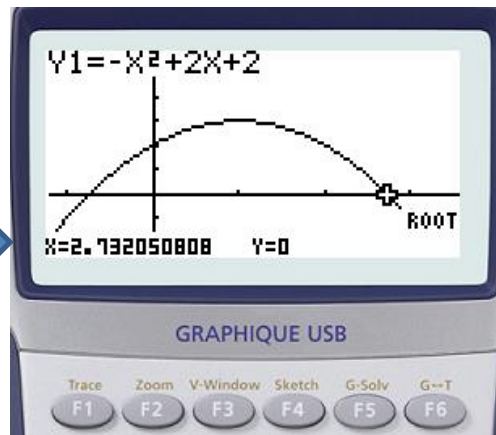 Y1=-X²+2X+2
ROOT
X=2.732050808 Y=0
GRAPHIQUE USB
Trace Zoom V-Window Sketch G-Solv G↔T
F1 F2 F3 F4 F5 F6